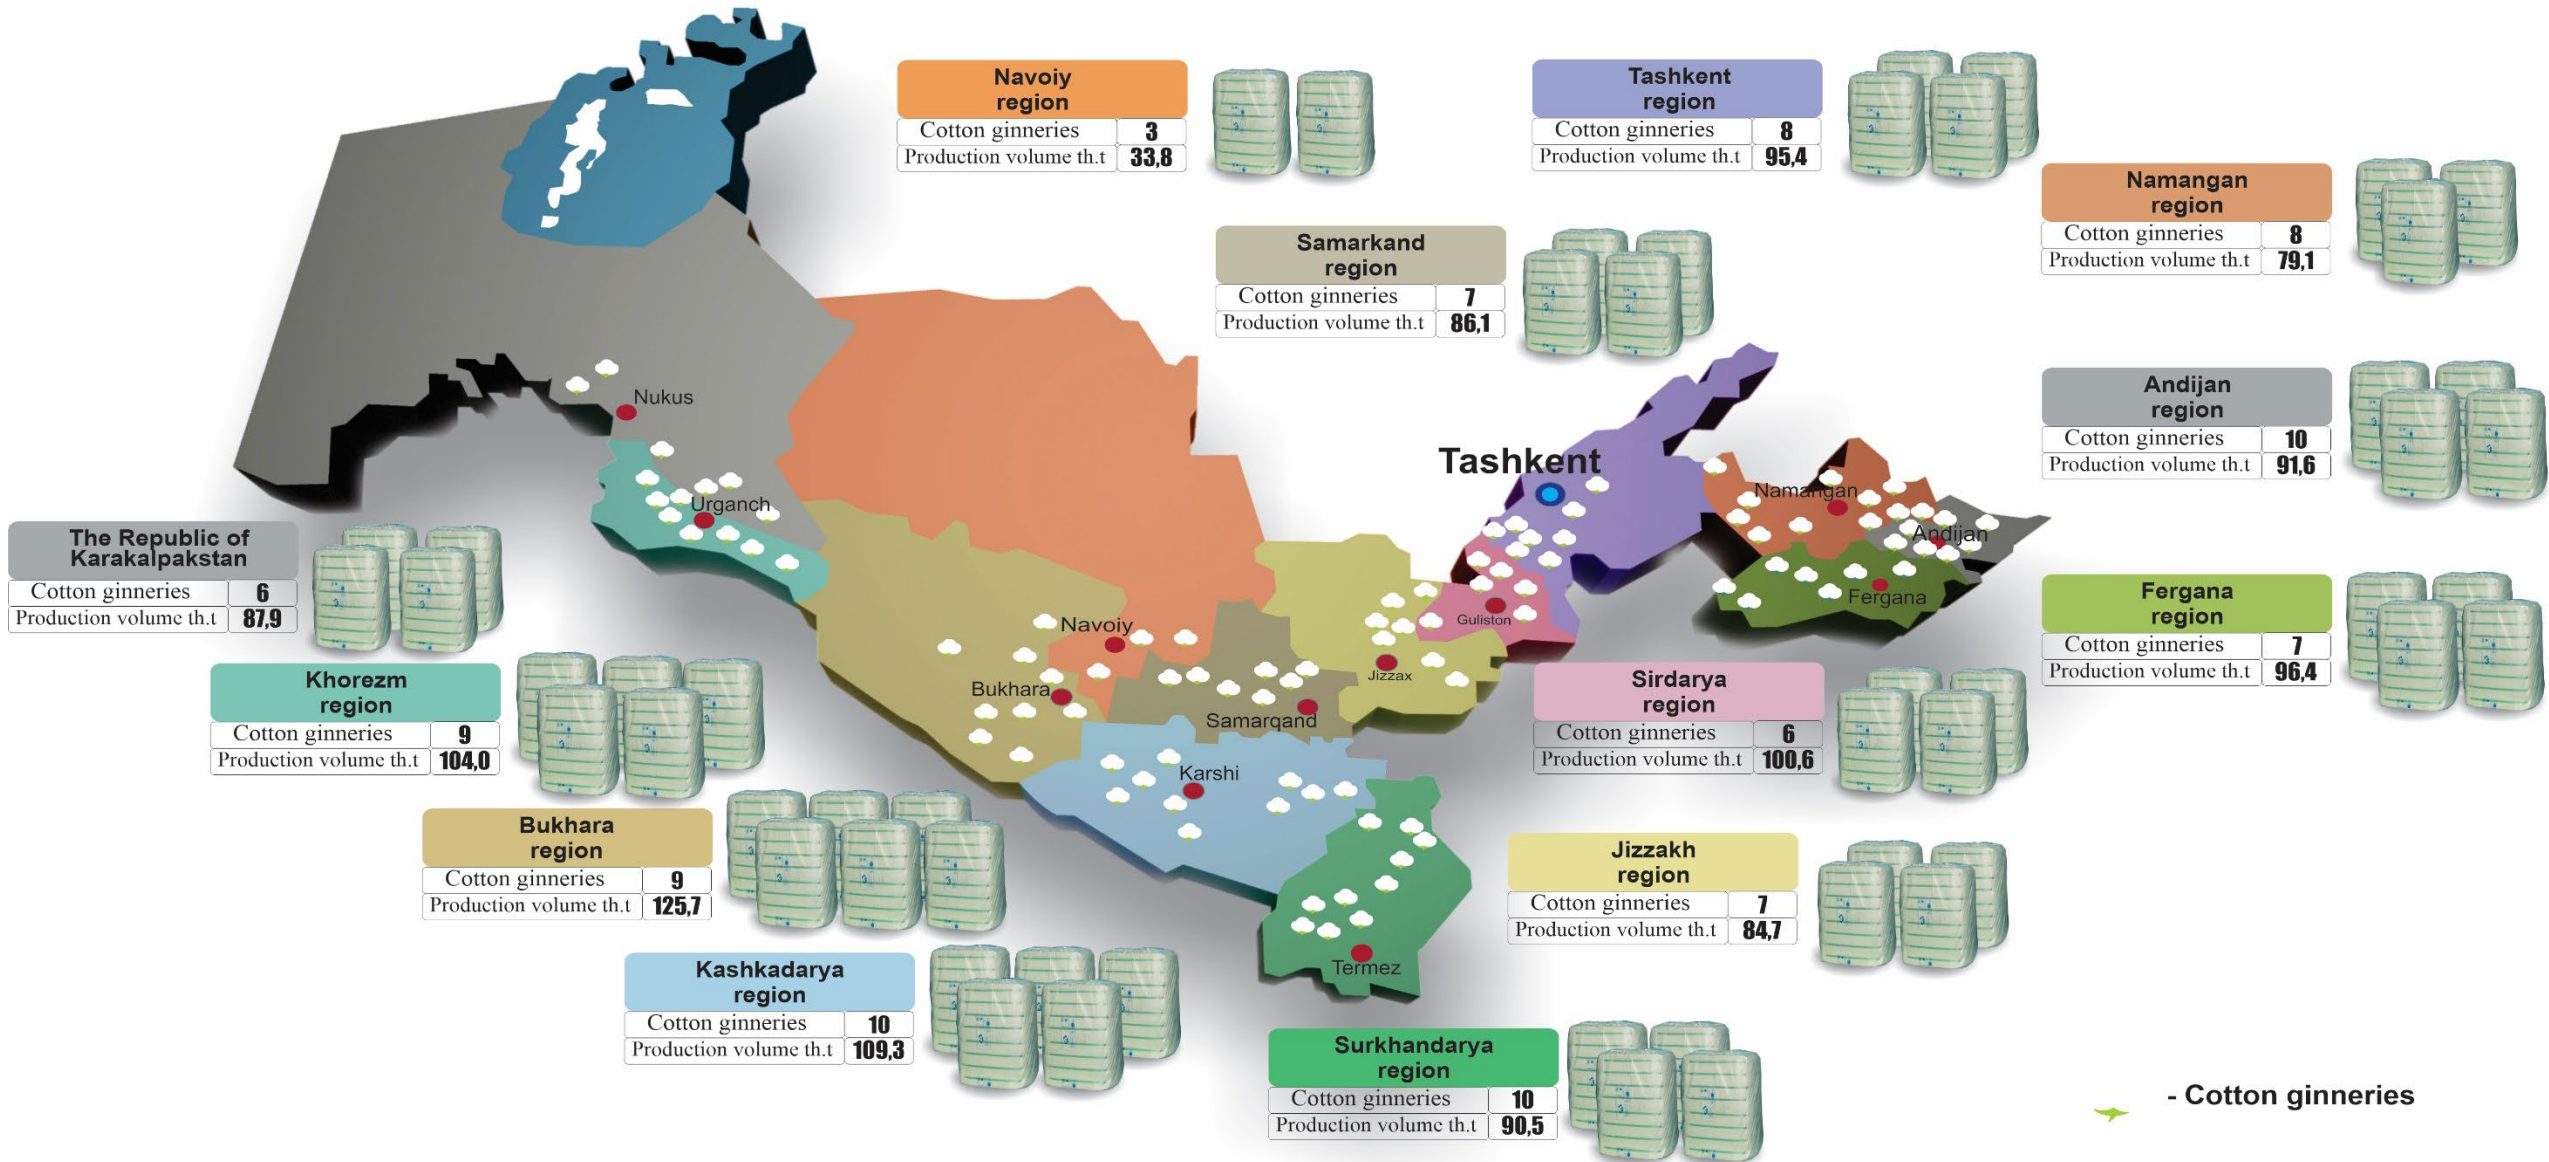 Navoiy
region
Cotton ginneries 3
Production volume th.t 33,8
Tashkent
region
Cotton ginneries 8
Production volume th.t 95,4
Namangan
region
Cotton ginneries 8
Production volume th.t 79,1
Samarkand
region
Cotton ginneries 7
Production volume th.t 86,1
Andijan
region
Cotton ginneries 10
Production volume th.t 91,6
Nukus
Tashkent
Urganch
Namangan
Andijan
Fergana
Guliston
Navoiy
Jizzax
Bukhara
Samarqand
Karshi
Termez
The Republic of
Karakalpakstan
Cotton ginneries 6
Production volume th.t 87,9
Fergana
region
Cotton ginneries 7
Production volume th.t 96,4
Khorezm
region
Cotton ginneries 9
Production volume th.t 104,0
Sirdarya
region
Cotton ginneries 6
Production volume th.t 100,6
Bukhara
region
Cotton ginneries 9
Production volume th.t 125,7
Jizzakh
region
Cotton ginneries 7
Production volume th.t 84,7
Kashkadarya
region
Cotton ginneries 10
Production volume th.t 109,3
Surkhandarya
region
Cotton ginneries 10
Production volume th.t 90,5
- Cotton ginneries